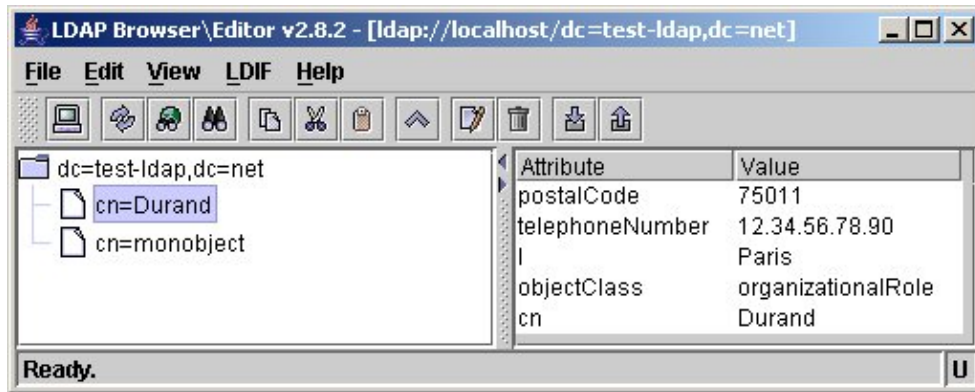 LDAP Browser\Editor v2.8.2 - [ldap://localhost/dc=test-ldap,dc=net]
File Edit View LDIF Help
dc=test-ldap,dc=net
cn=Durand
cn=monobject
Attribute Value
postalCode 75011
telephoneNumber 12.34.56.78.90
l Paris
objectClass organizationalRole
cn Durand
Ready. U